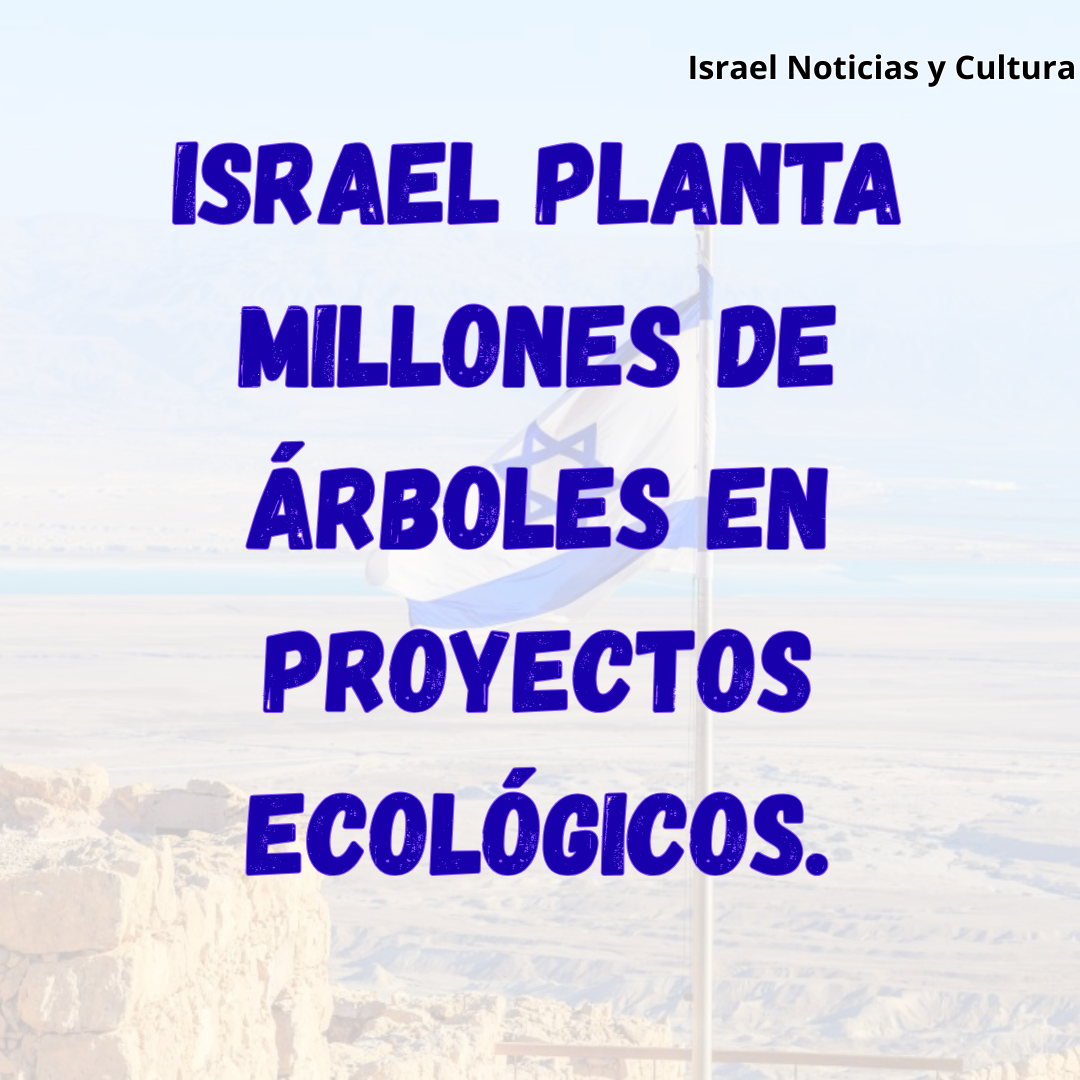 Israel Noticias y Cultura
ISRAEL PLANTA
MILLONES DE
ÁRBOLES EN
PROYECTOS
ECOLÓGICOS.